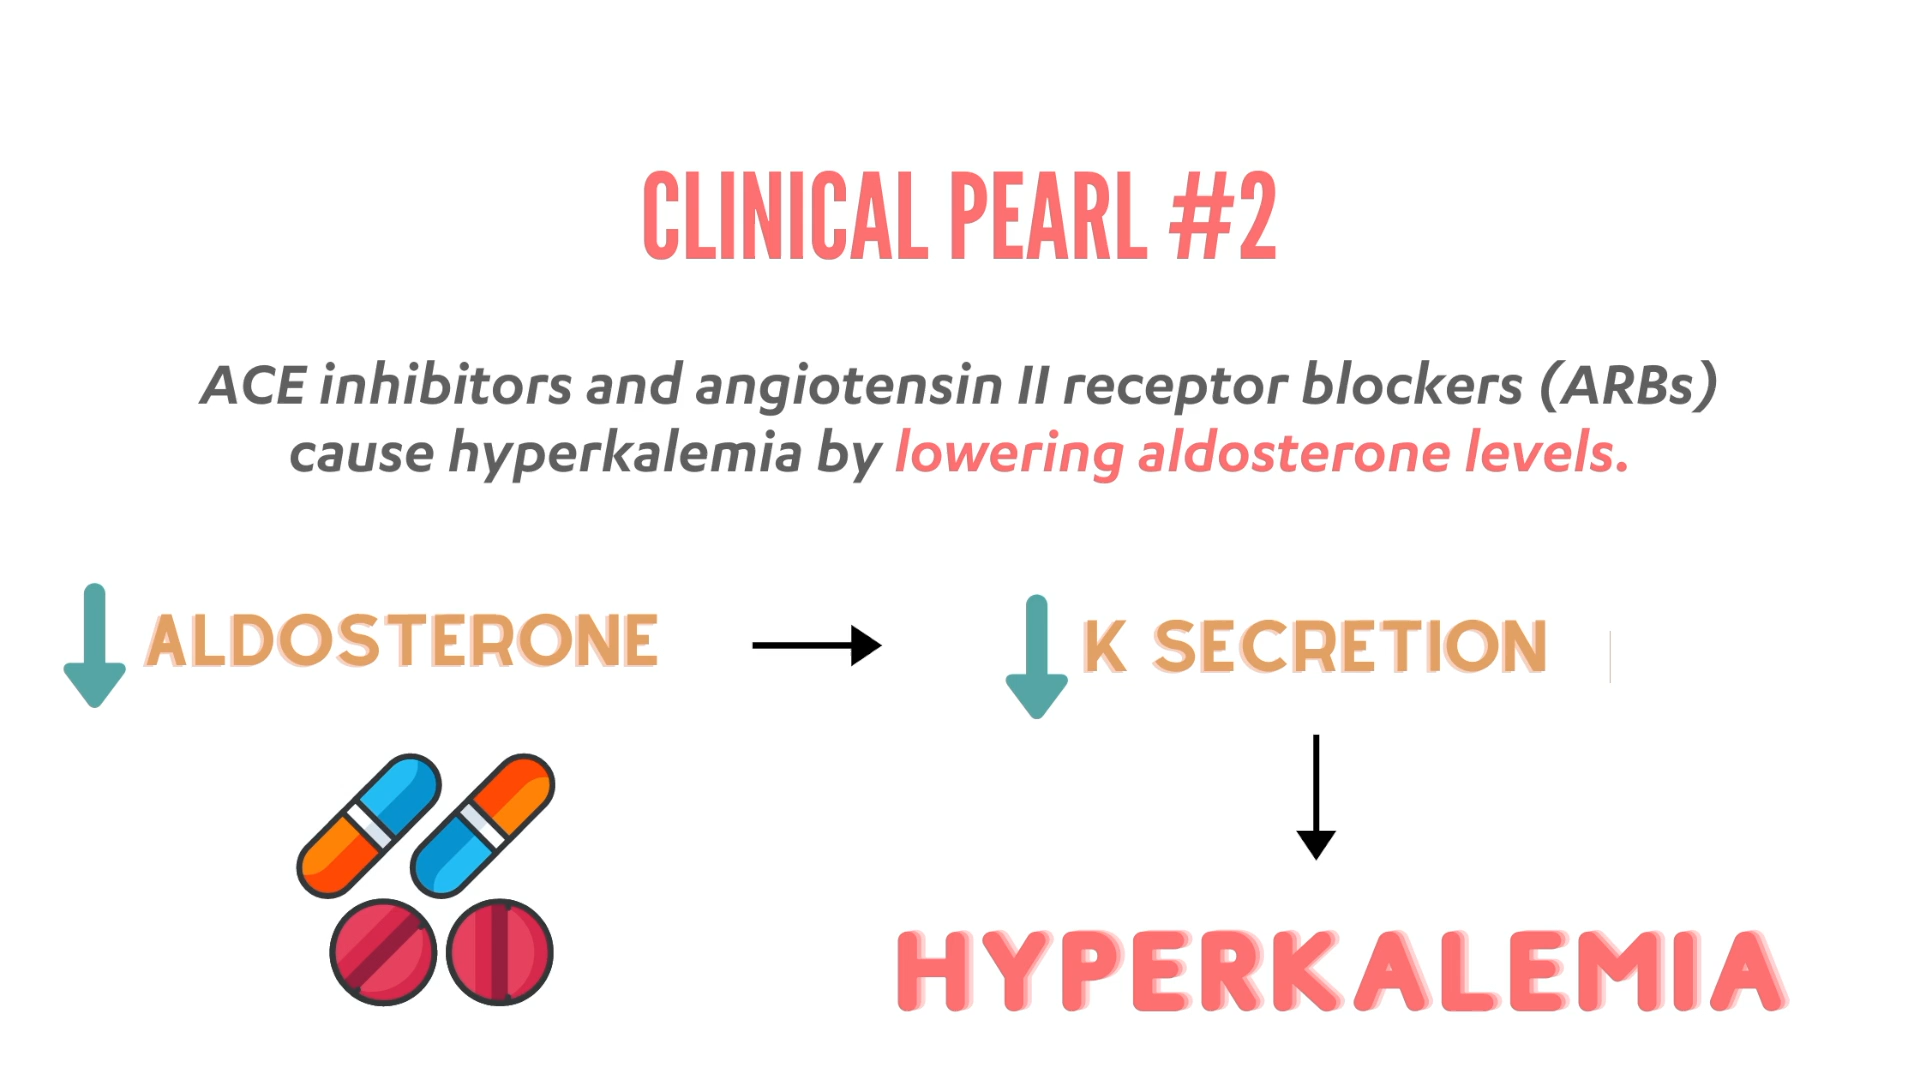 CLINICAL PEARL #2
ACE inhibitors and angiotensin II receptor blockers (ARBs)
cause hyperkalemia by lowering aldosterone levels.
ALDOSTERONE
K SECRETION
HYPERKALEMIA